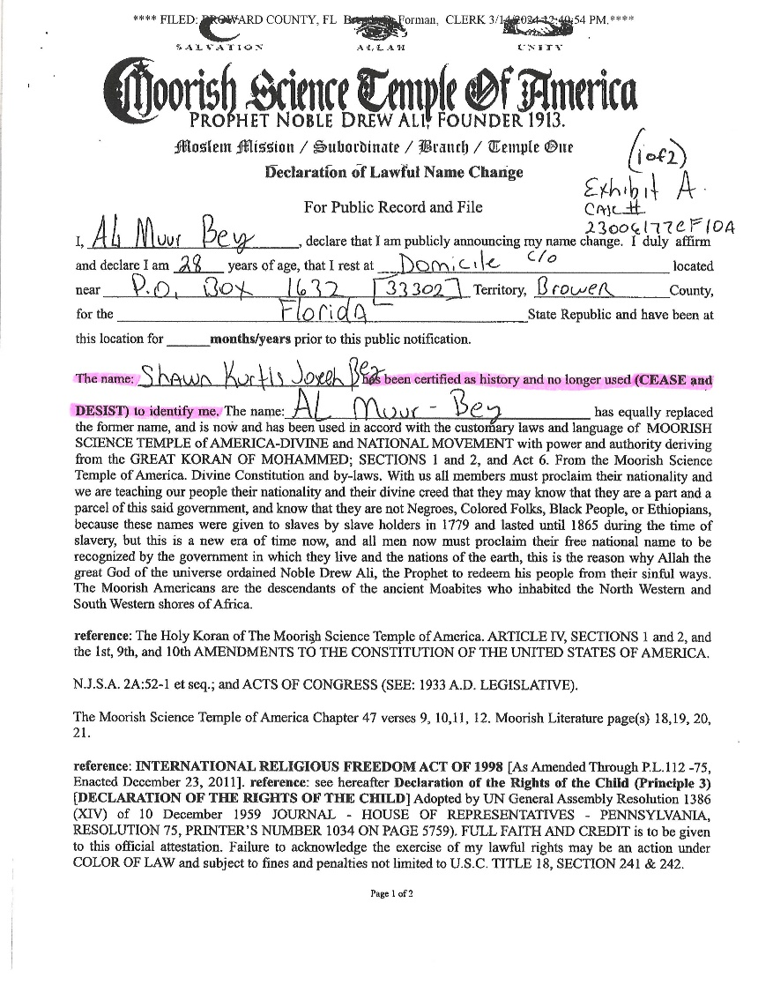 **** FILED: BROWARD COUNTY, FL Forman, CLERK 3/14/2024 12:40:54 PM.****
SALVATION ALLAH UNITY
Moorish Science Temple Of America
PROPHET NOBLE DREW ALI, FOUNDER 1913.
Moslem Mission / Subordinate / Branch / Temple One
(1 of 2)
Declaration of Lawful Name Change
Exhibit A.
For Public Record and File
CASE #
23006177CF10A
I, AL Muur Bey, declare that I am publicly announcing my name change. I duly affirm
and declare I am 28 years of age, that I rest at Domicile c/o located
near P.O. Box 1632 [33302] Territory, Brower County,
for the Florida State Republic and have been at
this location for ______months/years prior to this public notification.
The name: Shawn Kurtis Joseph Bey has been certified as history and no longer used (CEASE and
DESIST) to identify me. The name: AL Muur-Bey has equally replaced
the former name, and is now and has been used in accord with the customary laws and language of MOORISH
SCIENCE TEMPLE of AMERICA-DIVINE and NATIONAL MOVEMENT with power and authority deriving
from the GREAT KORAN OF MOHAMMED; SECTIONS 1 and 2, and Act 6. From the Moorish Science
Temple of America. Divine Constitution and by-laws. With us all members must proclaim their nationality and
we are teaching our people their nationality and their divine creed that they may know that they are a part and a
parcel of this said government, and know that they are not Negroes, Colored Folks, Black People, or Ethiopians,
because these names were given to slaves by slave holders in 1779 and lasted until 1865 during the time of
slavery, but this is a new era of time now, and all men now must proclaim their free national name to be
recognized by the government in which they live and the nations of the earth, this is the reason why Allah the
great God of the universe ordained Noble Drew Ali, the Prophet to redeem his people from their sinful ways.
The Moorish Americans are the descendants of the ancient Moabites who inhabited the North Western and
South Western shores of Africa.
reference: The Holy Koran of The Moorish Science Temple of America. ARTICLE IV, SECTIONS 1 and 2, and
the 1st, 9th, and 10th AMENDMENTS TO THE CONSTITUTION OF THE UNITED STATES OF AMERICA.
N.J.S.A. 2A:52-1 et seq.; and ACTS OF CONGRESS (SEE: 1933 A.D. LEGISLATIVE).
The Moorish Science Temple of America Chapter 47 verses 9, 10,11, 12. Moorish Literature page(s) 18,19, 20,
21.
reference: INTERNATIONAL RELIGIOUS FREEDOM ACT OF 1998 [As Amended Through P.L.112 -75,
Enacted December 23, 2011]. reference: see hereafter Declaration of the Rights of the Child (Principle 3)
[DECLARATION OF THE RIGHTS OF THE CHILD] Adopted by UN General Assembly Resolution 1386
(XIV) of 10 December 1959 JOURNAL - HOUSE OF REPRESENTATIVES - PENNSYLVANIA,
RESOLUTION 75, PRINTER'S NUMBER 1034 ON PAGE 5759). FULL FAITH AND CREDIT is to be given
to this official attestation. Failure to acknowledge the exercise of my lawful rights may be an action under
COLOR OF LAW and subject to fines and penalties not limited to U.S.C. TITLE 18, SECTION 241 & 242.
Page 1 of 2